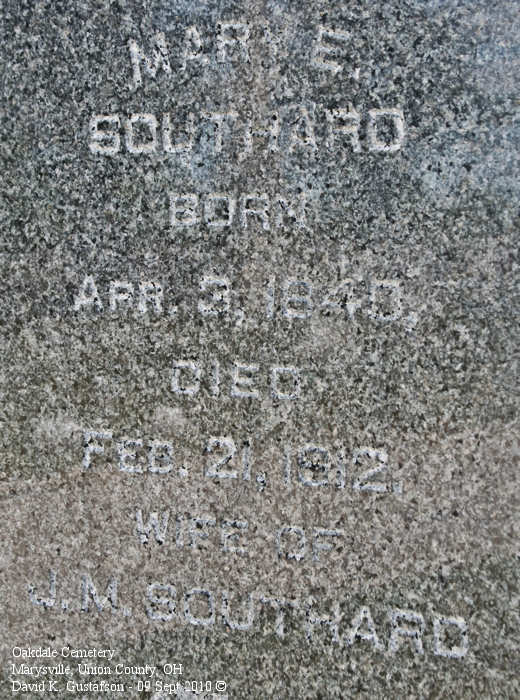 MARY E.
SOUTHARD
BORN
APR. 3, 1840,
DIED
FEB. 21, 1912.
WIFE OF
J.M. SOUTHARD
Oakdale Cemetery
Marysville, Union County, OH
David K. Gustafson - 09 Sept 2010 ©